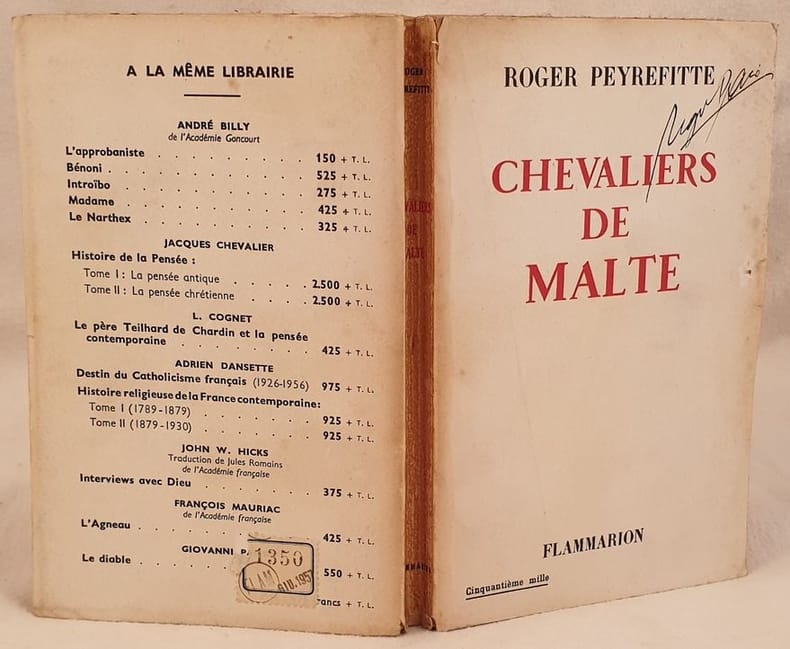 A LA MÊME LIBRAIRIE
ANDRÉ BILLY
de l'Académie Goncourt
L'approbaniste . . . . . . . . 150 + T. L.
Bénoni . . . . . . . . . . 525 + T. L.
Introïbo . . . . . . . . . 275 + T. L.
Madame . . . . . . . . . 425 + T. L.
Le Narthex . . . . . . . . 325 + T. L.
JACQUES CHEVALIER
Histoire de la Pensée :
Tome I : La pensée antique . . . . 2.500 + T. L.
Tome II : La pensée chrétienne . . . . 2.500 + T. L.
L. COGNET
Le père Teilhard de Chardin et la pensée
contemporaine . . . . . . . 425 + T. L.
ADRIEN DANSETTE
Destin du Catholicisme français (1926-1956) 975 + T. L.
Histoire religieuse de la France contemporaine :
Tome I (1789-1879) . . . . . . 925 + T. L.
Tome II (1879-1930) . . . . . . 925 + T. L.
JOHN W. HICKS
Traduction de Jules Romains
de l'Académie française
Interviews avec Dieu . . . . . . 375 + T. L.
FRANÇOIS MAURIAC
de l'Académie française
L'Agneau . . . . . . . . . 425 + T. L.
GIOVANNI P
Le diable . . . . 550 + T. L.
rancs + T. L.
1350
GIU.1957
ROGER PEYREFITTE
CHEVALIERS
DE
MALTE
FLAMMARION
Cinquantième mille